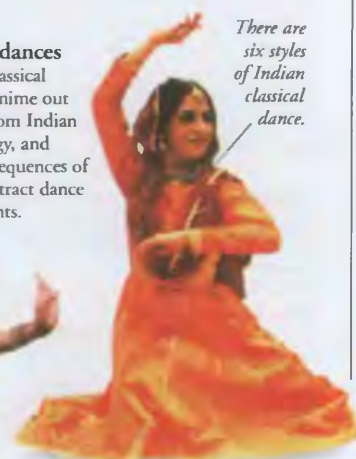 dances
assical
nime out
om Indian
gy, and
equences of
tract dance
nts.
There are
six styles
of Indian
classical
dance.